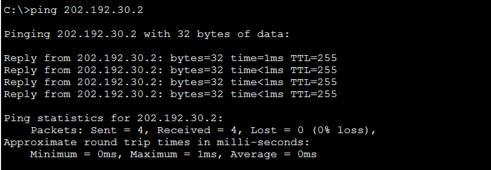 C:\>ping 202.192.30.2
Pinging 202.192.30.2 with 32 bytes of data:
Reply from 202.192.30.2: bytes=32 time=1ms TTL=255
Reply from 202.192.30.2: bytes=32 time<1ms TTL=255
Reply from 202.192.30.2: bytes=32 time<1ms TTL=255
Reply from 202.192.30.2: bytes=32 time<1ms TTL=255
Ping statistics for 202.192.30.2:
    Packets: Sent = 4, Received = 4, Lost = 0 (0% loss),
Approximate round trip times in milli-seconds:
    Minimum = 0ms, Maximum = 1ms, Average = 0ms